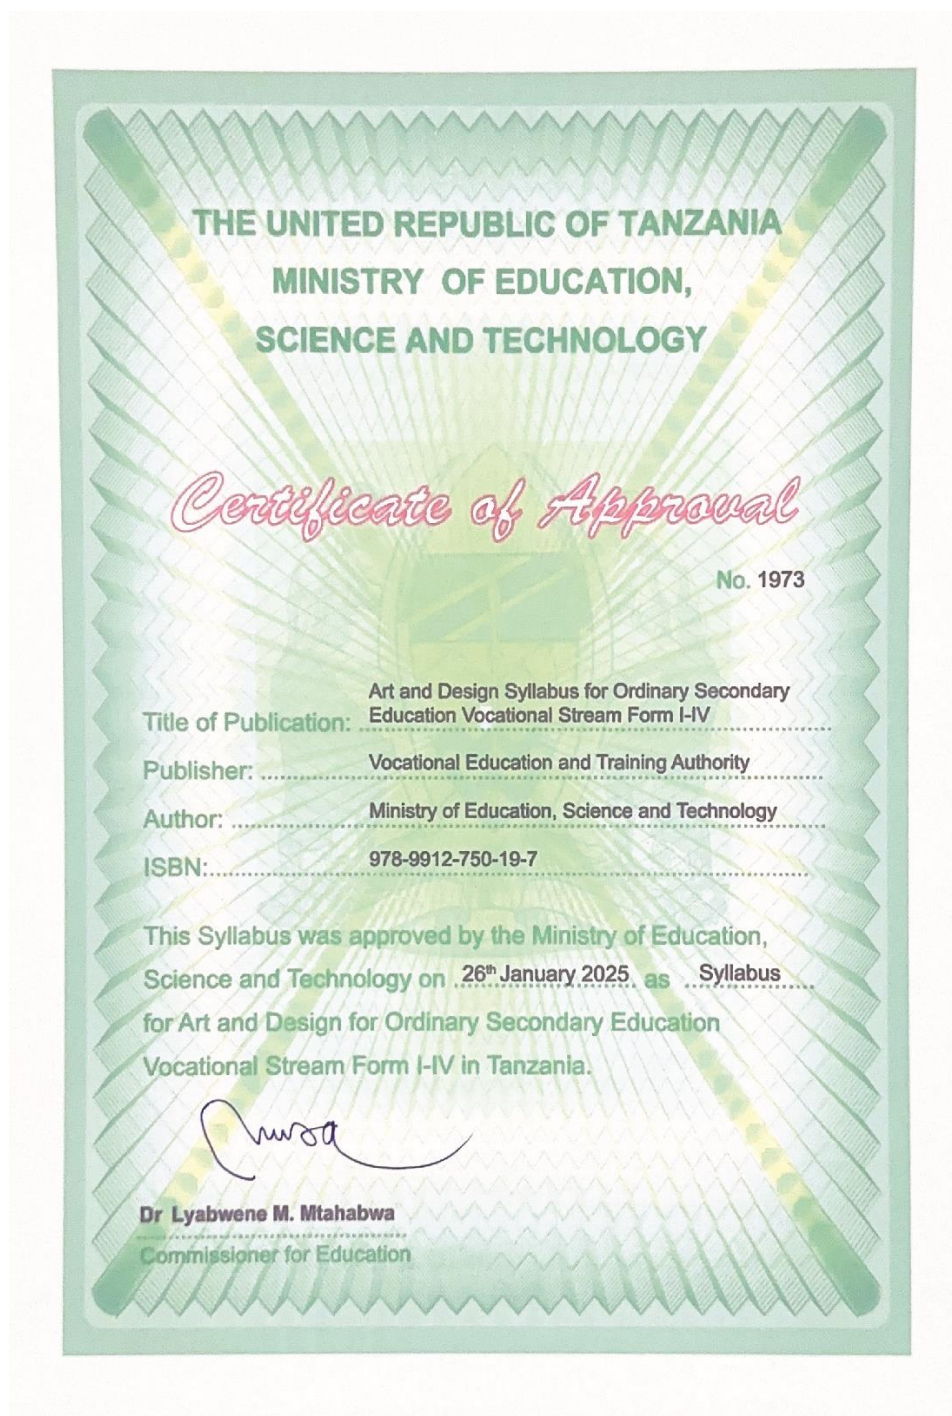 THE UNITED REPUBLIC OF TANZANIA
MINISTRY OF EDUCATION,
SCIENCE AND TECHNOLOGY
Certificate of Approval
No. 1973
Title of Publication: Art and Design Syllabus for Ordinary Secondary
Education Vocational Stream Form I-IV
Publisher: Vocational Education and Training Authority
Author: Ministry of Education, Science and Technology
ISBN: 978-9912-750-19-7
This Syllabus was approved by the Ministry of Education,
Science and Technology on 26th January 2025 as Syllabus
for Art and Design for Ordinary Secondary Education
Vocational Stream Form I-IV in Tanzania.
Dr Lyabwene M. Mtahabwa
Commissioner for Education